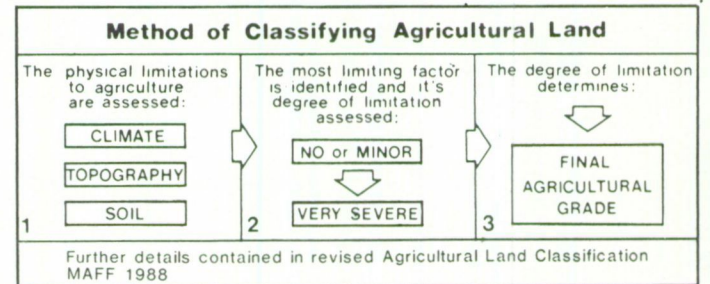 Method of Classifying Agricultural Land
The physical limitations
to agriculture
are assessed:
CLIMATE
TOPOGRAPHY
SOIL
1
The most limiting factor
is identified and it's
degree of limitation
assessed:
NO or MINOR
VERY SEVERE
2
The degree of limitation
determines:
FINAL
AGRICULTURAL
GRADE
3
Further details contained in revised Agricultural Land Classification
MAFF 1988